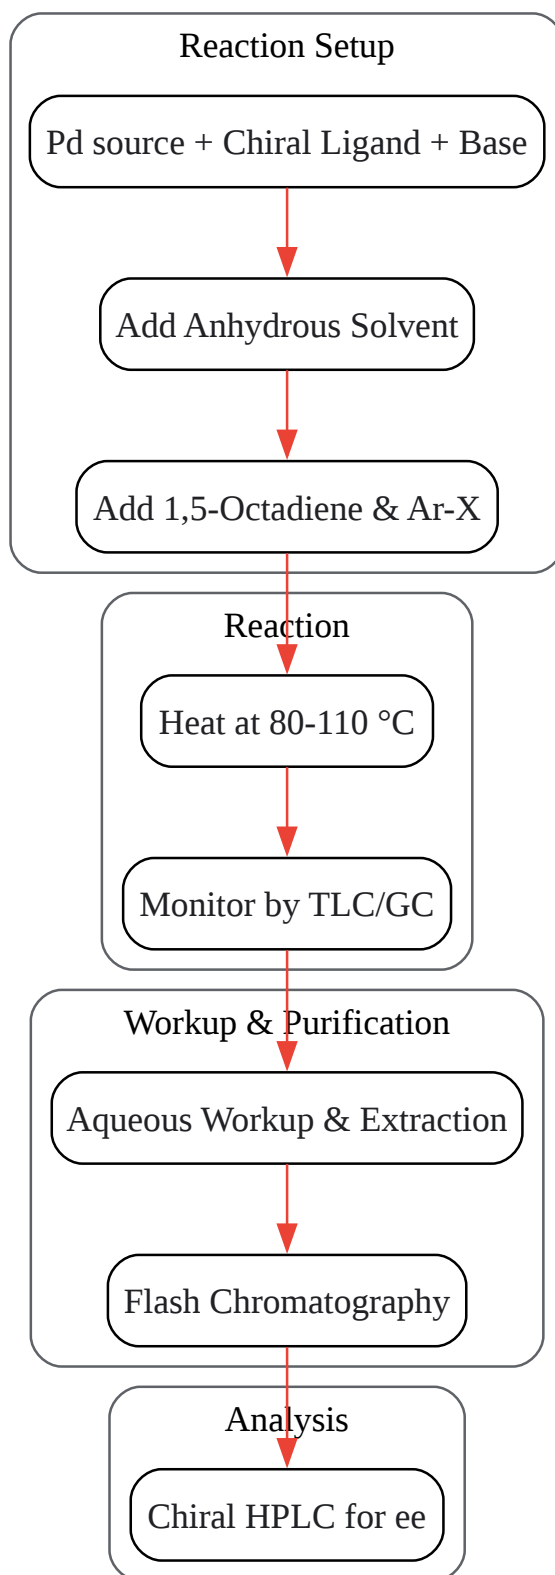 Reaction Setup
Pd source + Chiral Ligand + Base
Add Anhydrous Solvent
Add 1,5-Octadiene & Ar-X
Reaction
Heat at 80-110 °C
Monitor by TLC/GC
Workup & Purification
Aqueous Workup & Extraction
Flash Chromatography
Analysis
Chiral HPLC for ee